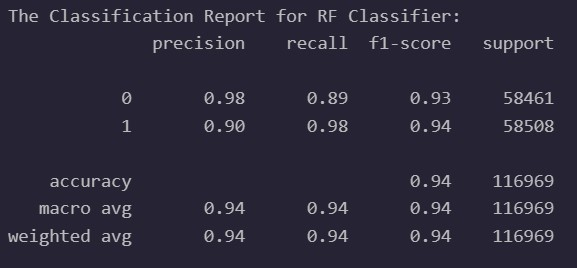 The Classification Report for RF Classifier:
precision recall f1-score support
0 0.98 0.89 0.93 58461
1 0.90 0.98 0.94 58508
accuracy 0.94 116969
macro avg 0.94 0.94 0.94 116969
weighted avg 0.94 0.94 0.94 116969